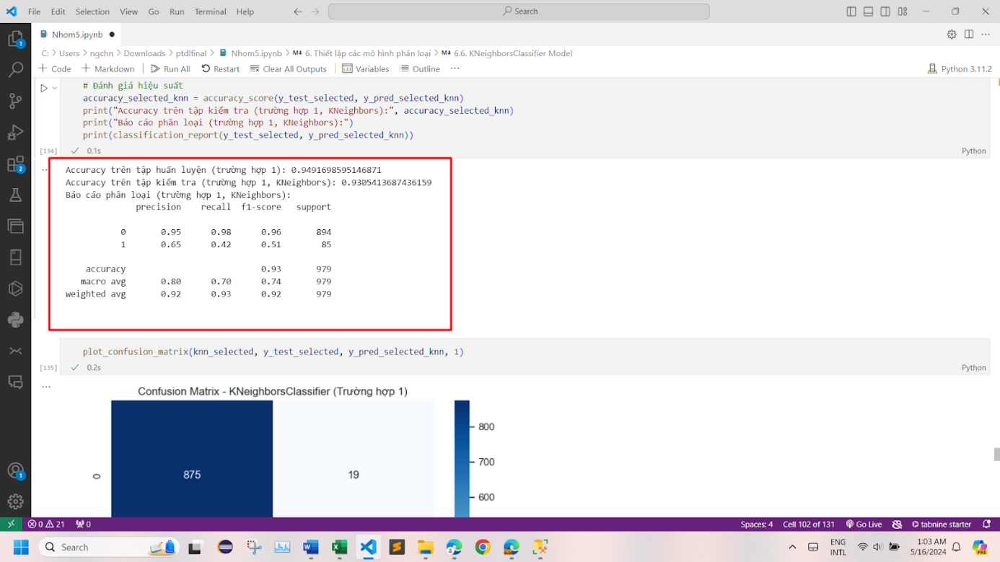 File Edit Selection View Go Run Terminal Help
Search
Nhom5.ipynb
C: > Users > ngchn > Downloads > ptdlfinal > Nhom5.ipynb > M↓ 6. Thiết lập các mô hình phân loại > M↓ 6.6. KNeighborsClassifier Model
+ Code + Markdown | Run All Restart Clear All Outputs | Variables Outline ...
Python 3.11.2
# Đánh giá hiệu suất
accuracy_selected_knn = accuracy_score(y_test_selected, y_pred_selected_knn)
print("Accuracy trên tập kiểm tra (trường hợp 1, KNeighbors):", accuracy_selected_knn)
print("Báo cáo phân loại (trường hợp 1, KNeighbors):")
print(classification_report(y_test_selected, y_pred_selected_knn))
[134] ✓ 0.1s Python
Accuracy trên tập huấn luyện (trường hợp 1): 0.9491698595146871
Accuracy trên tập kiểm tra (trường hợp 1, KNeighbors): 0.9305413687436159
Báo cáo phân loại (trường hợp 1, KNeighbors):
precision recall f1-score support
0 0.95 0.98 0.96 894
1 0.65 0.42 0.51 85
accuracy 0.93 979
macro avg 0.80 0.70 0.74 979
weighted avg 0.92 0.93 0.92 979
plot_confusion_matrix(knn_selected, y_test_selected, y_pred_selected_knn, 1)
[135] ✓ 0.2s Python
Confusion Matrix - KNeighborsClassifier (Trường hợp 1)
800
700
0 875 19
600
0 21 0 Spaces: 4 Cell 102 of 131 Go Live tabnine starter
Search
ENG
INTL
1:03 AM
5/16/2024